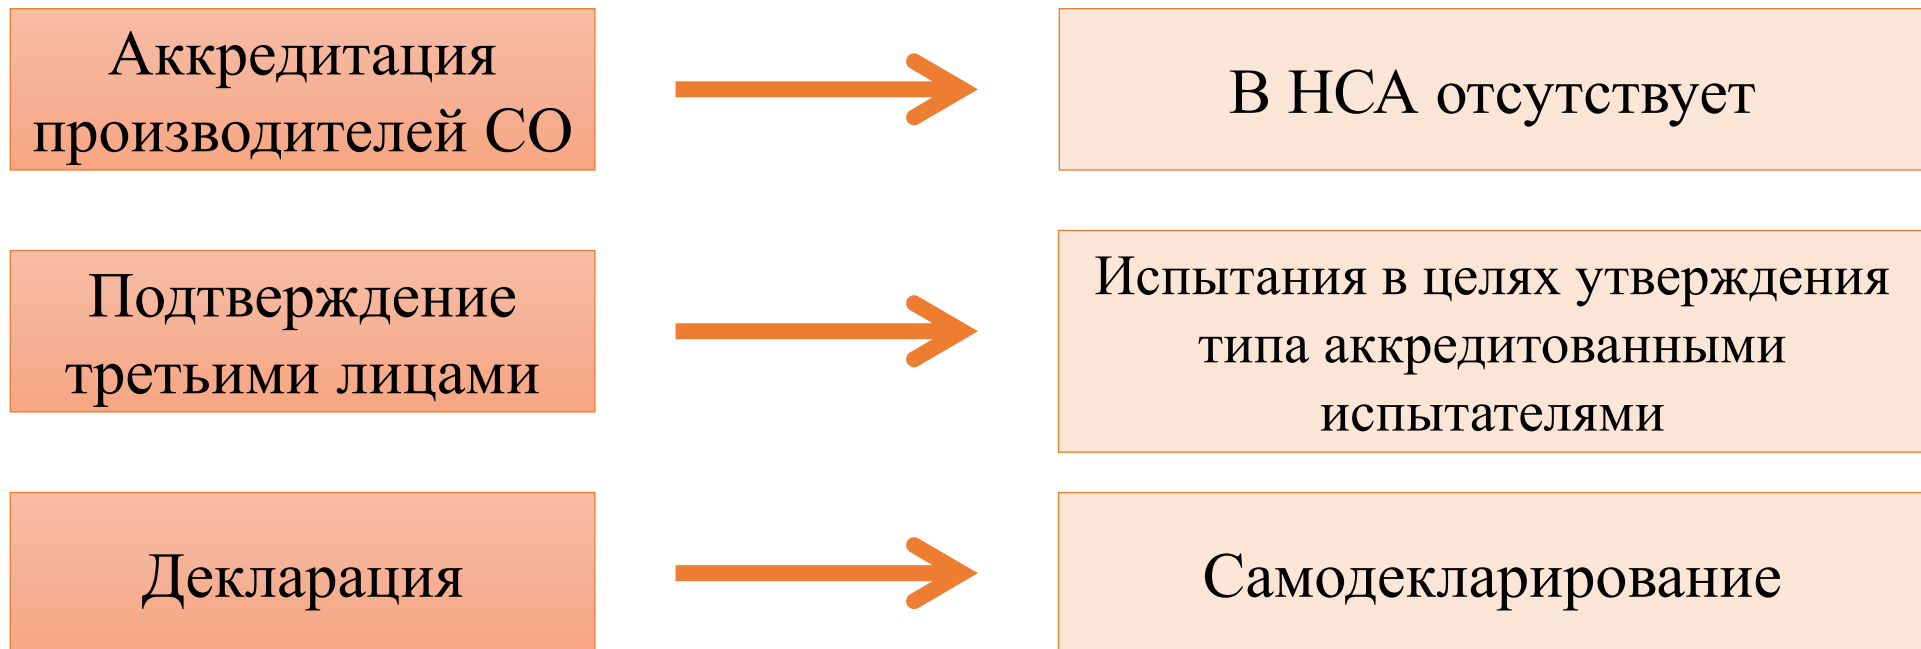 Аккредитация
производителей СО
В НСА отсутствует
Подтверждение
третьими лицами
Испытания в целях утверждения
типа аккредитованными
испытателями
Декларация
Самодекларирование